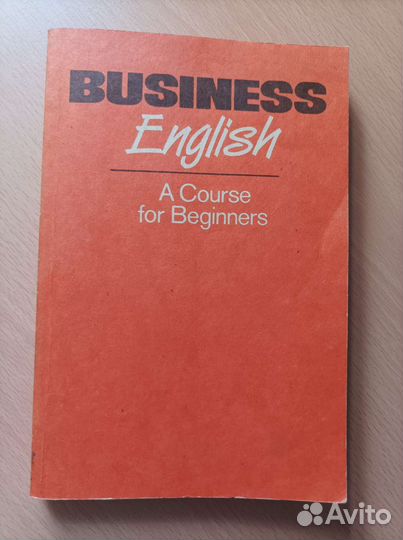 BUSINESS
English
A Course
for Beginners
Avito